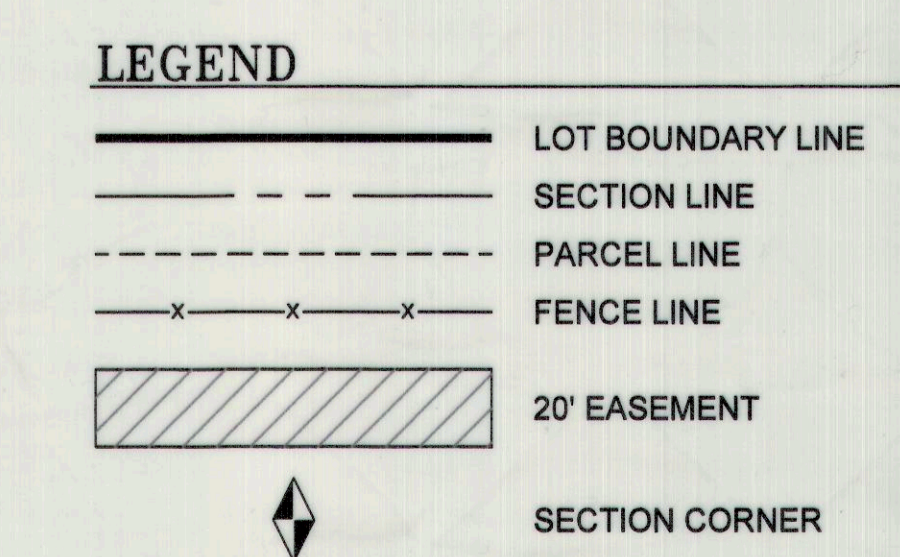 LEGEND
LOT BOUNDARY LINE
SECTION LINE
PARCEL LINE
x x x FENCE LINE
20' EASEMENT
SECTION CORNER